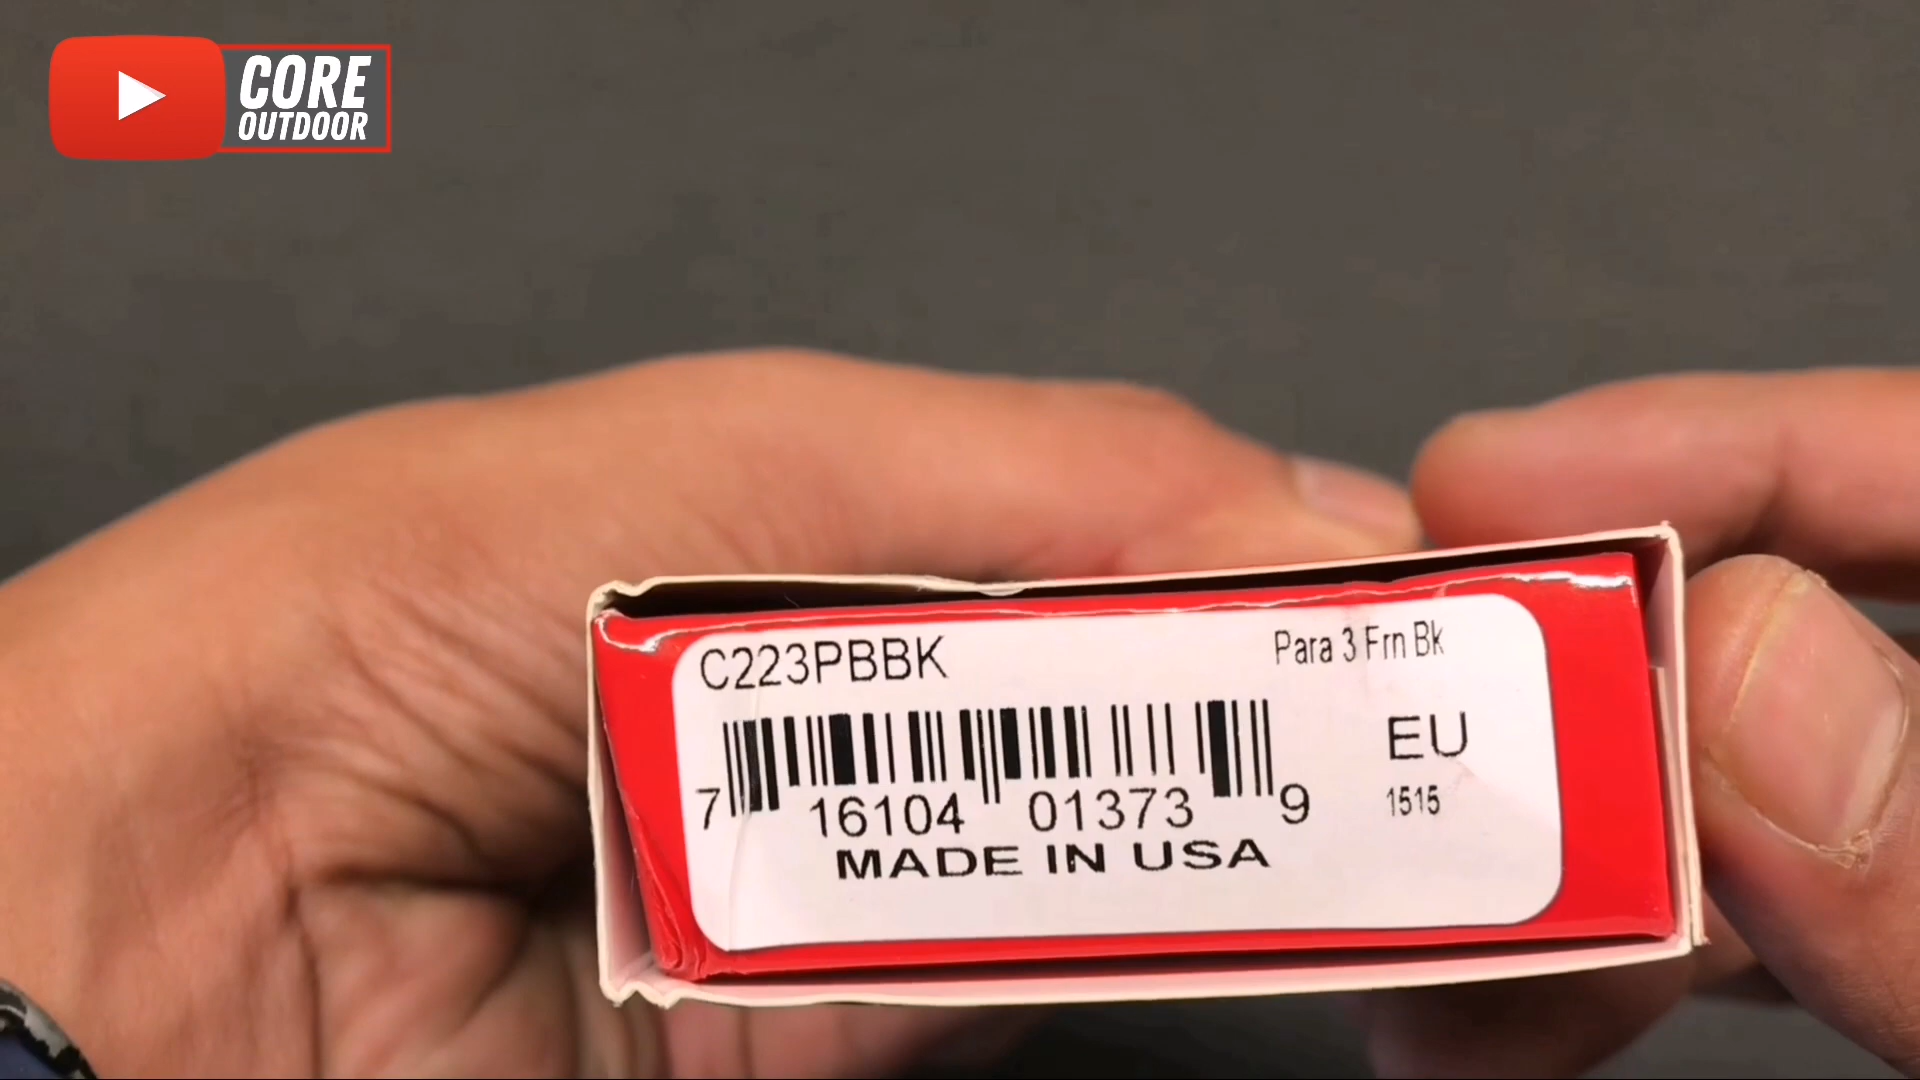 CORE
OUTDOOR
C223PBBK
Para 3 Frn Bk
EU
7 16104 01373 9
1515
MADE IN USA